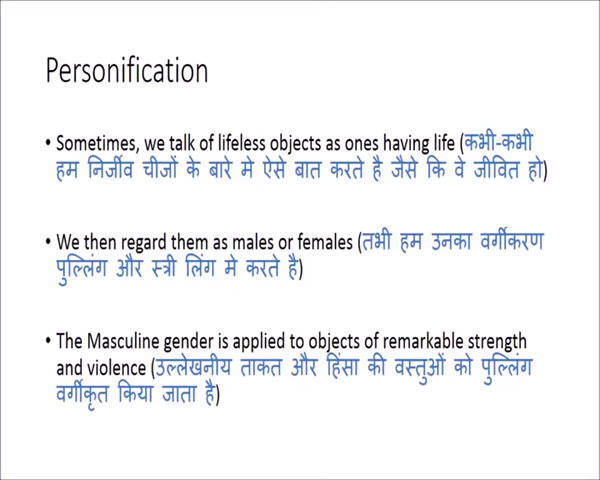 Personification
• Sometimes, we talk of lifeless objects as ones having life (कभी-कभी
हम निर्जीव चीजों के बारे मे ऐसे बात करते है जैसे कि वे जीवित हो)
• We then regard them as males or females (तभी हम उनका वर्गीकरण
पुल्लिंग और स्त्री लिंग मे करते है)
• The Masculine gender is applied to objects of remarkable strength
and violence (उल्लेखनीय ताकत और हिंसा की वस्तुओं को पुल्लिंग
वर्गीकृत किया जाता है)